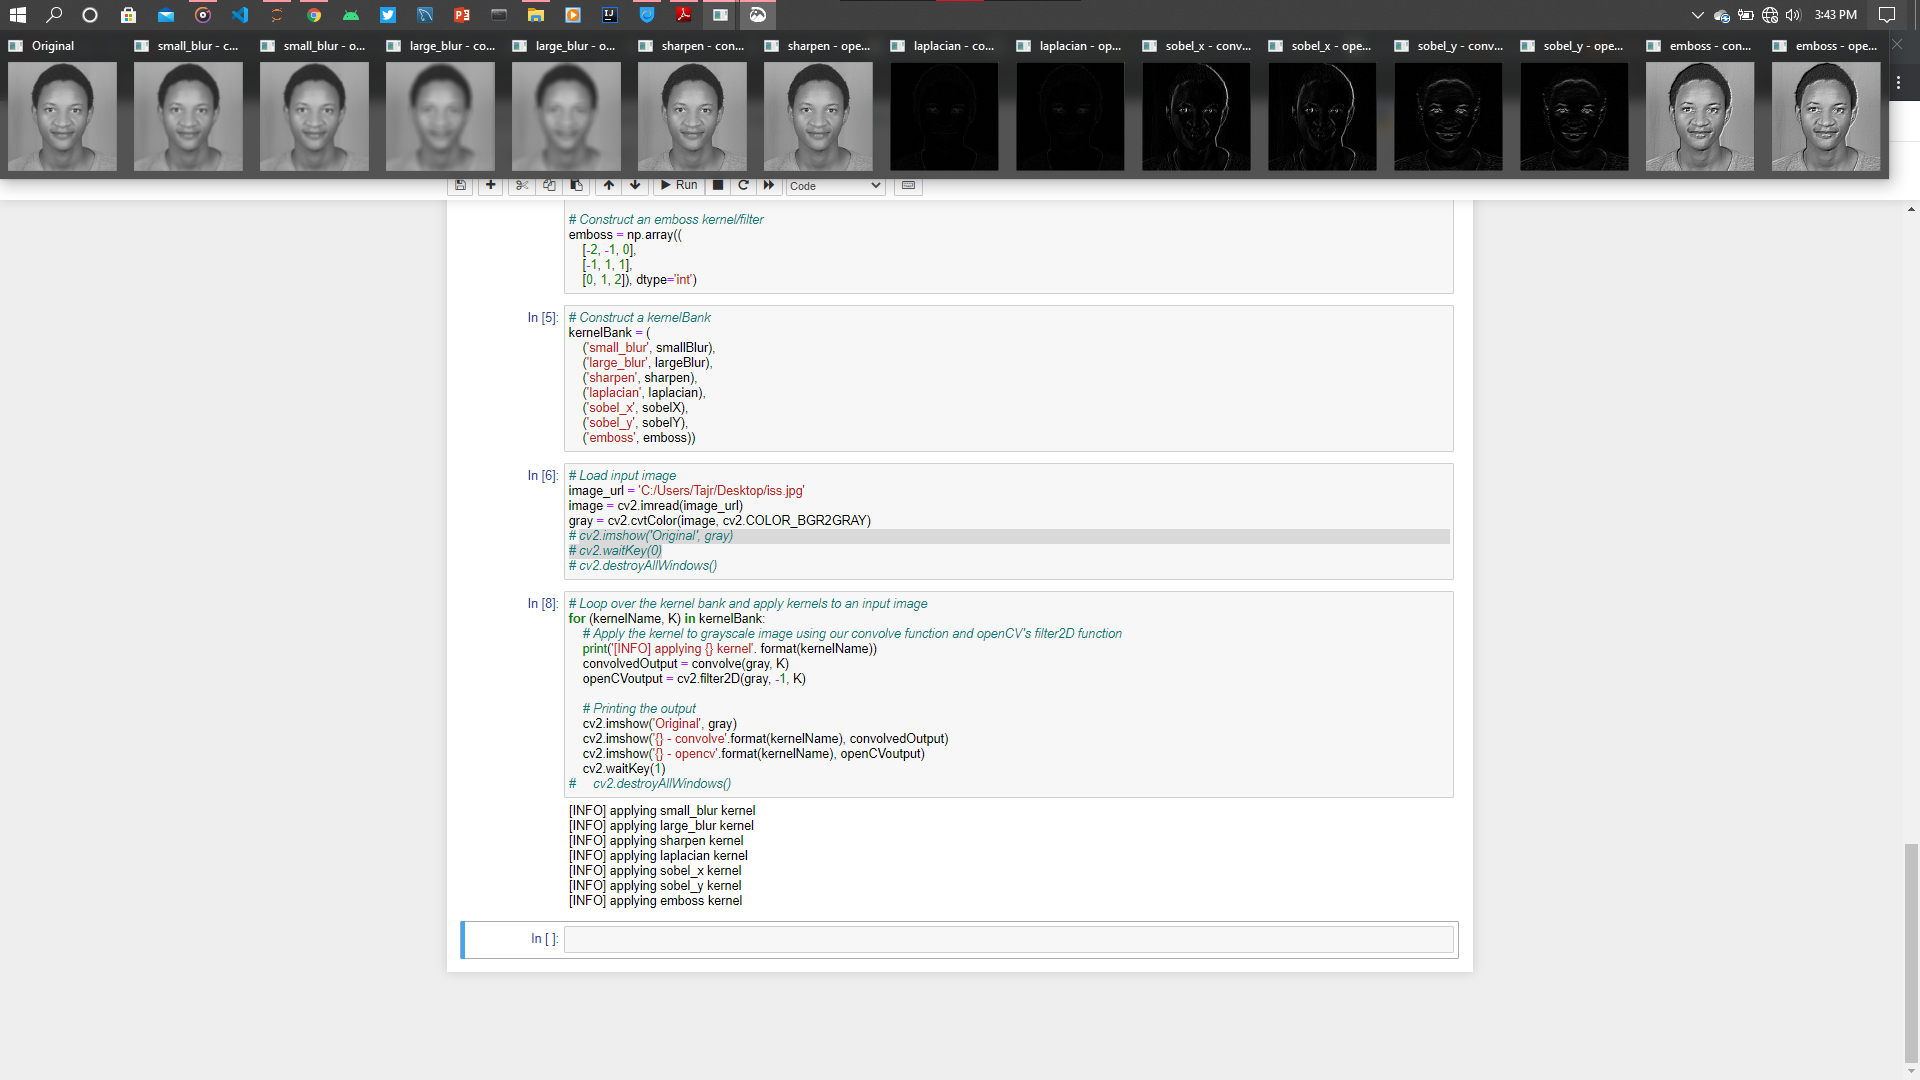 3:43 PM
Original
small_blur - c...
small_blur - o...
large_blur - co...
large_blur - o...
sharpen - con...
sharpen - ope...
laplacian - co...
laplacian - op...
sobel_x - conv...
sobel_x - ope...
sobel_y - conv...
sobel_y - ope...
emboss - con...
emboss - ope...
Run
Code
# Construct an emboss kernel/filter
emboss = np.array((
[-2, -1, 0],
[-1, 1, 1],
[0, 1, 2]), dtype='int')
In [5]:
# Construct a kernelBank
kernelBank = (
('small_blur', smallBlur),
('large_blur', largeBlur),
('sharpen', sharpen),
('laplacian', laplacian),
('sobel_x', sobelX),
('sobel_y', sobelY),
('emboss', emboss))
In [6]:
# Load input image
image_url = 'C:/Users/Tajr/Desktop/iss.jpg'
image = cv2.imread(image_url)
gray = cv2.cvtColor(image, cv2.COLOR_BGR2GRAY)
# cv2.imshow('Original', gray)
# cv2.waitKey(0)
# cv2.destroyAllWindows()
In [8]:
# Loop over the kernel bank and apply kernels to an input image
for (kernelName, K) in kernelBank:
# Apply the kernel to grayscale image using our convolve function and openCV's filter2D function
print('[INFO] applying {} kernel'. format(kernelName))
convolvedOutput = convolve(gray, K)
openCVoutput = cv2.filter2D(gray, -1, K)
# Printing the output
cv2.imshow('Original', gray)
cv2.imshow('{} - convolve'.format(kernelName), convolvedOutput)
cv2.imshow('{} - opencv'.format(kernelName), openCVoutput)
cv2.waitKey(1)
# cv2.destroyAllWindows()
[INFO] applying small_blur kernel
[INFO] applying large_blur kernel
[INFO] applying sharpen kernel
[INFO] applying laplacian kernel
[INFO] applying sobel_x kernel
[INFO] applying sobel_y kernel
[INFO] applying emboss kernel
In [ ]: